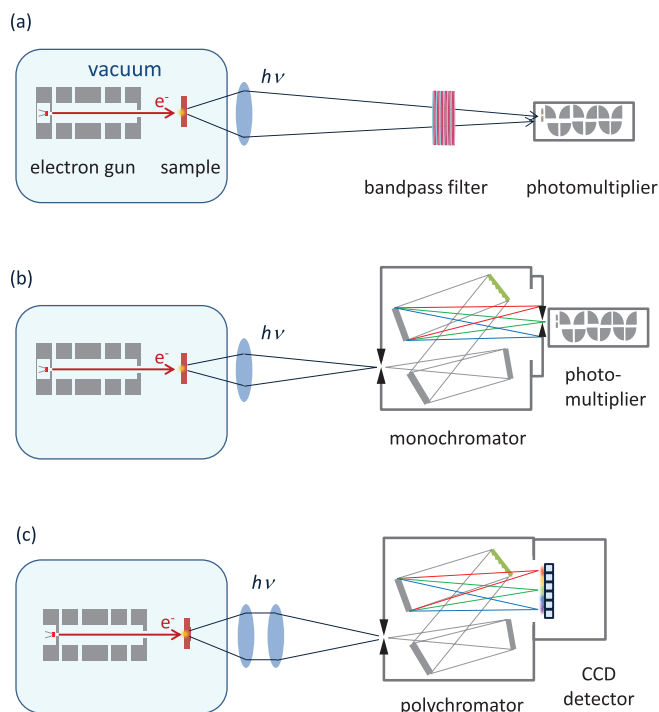 (a)
vacuum
hν
e⁻
electron gun
sample
bandpass filter
photomultiplier
(b)
hν
e⁻
photo-
multiplier
monochromator
(c)
hν
e⁻
CCD
detector
polychromator